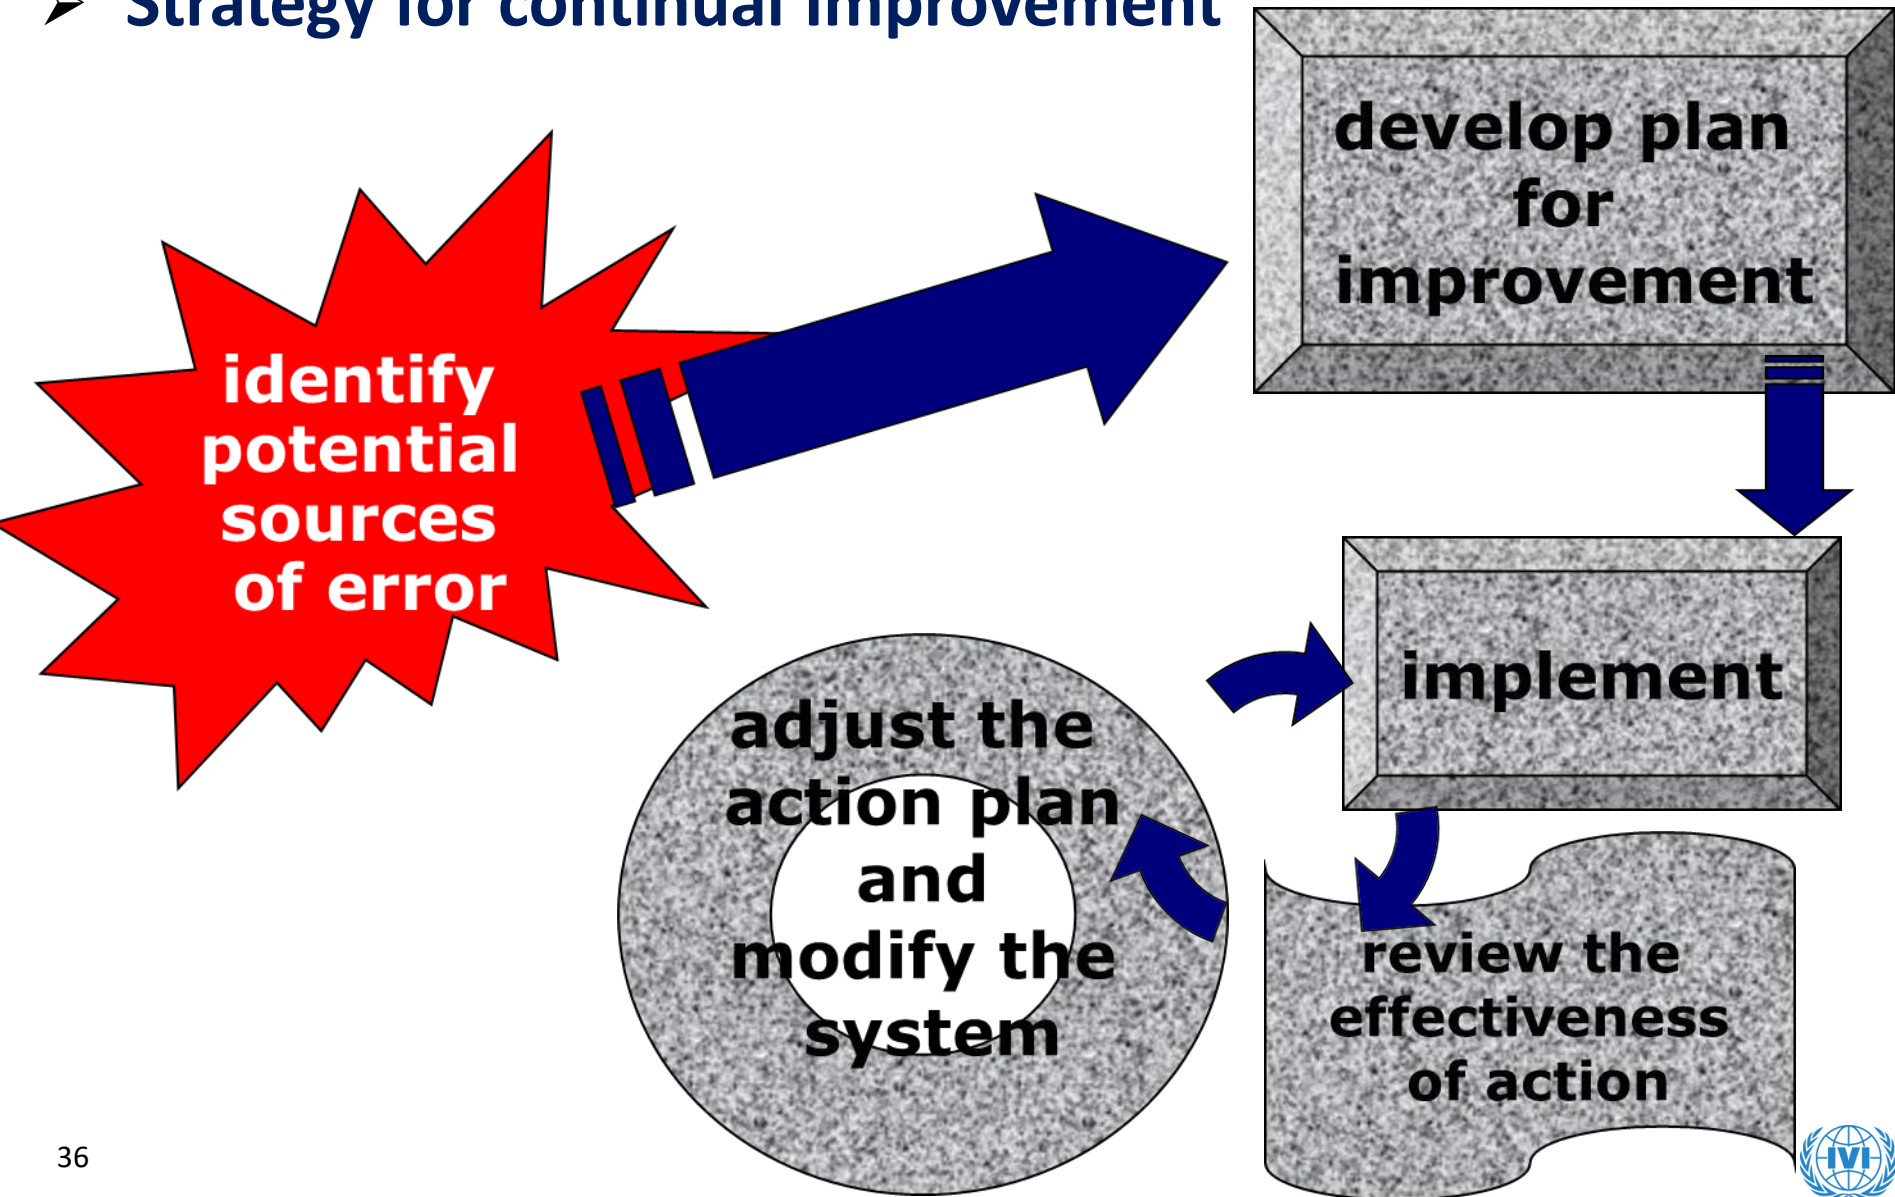 Strategy for continual improvement
develop plan
for
improvement
identify
potential
sources
of error
implement
adjust the
action plan
and
modify the
system
review the
effectiveness
of action
36
IVI